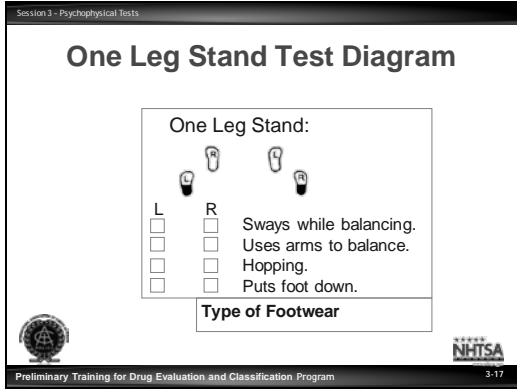 Session 3 - Psychophysical Tests
One Leg Stand Test Diagram
One Leg Stand:
R L
L R
L R
Sways while balancing.
Uses arms to balance.
Hopping.
Puts foot down.
Type of Footwear
NHTSA
Preliminary Training for Drug Evaluation and Classification Program
3-17